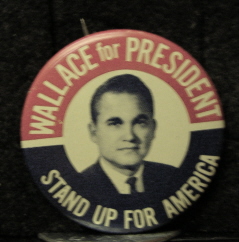 WALLACE for PRESIDENT
STAND UP FOR AMERICA